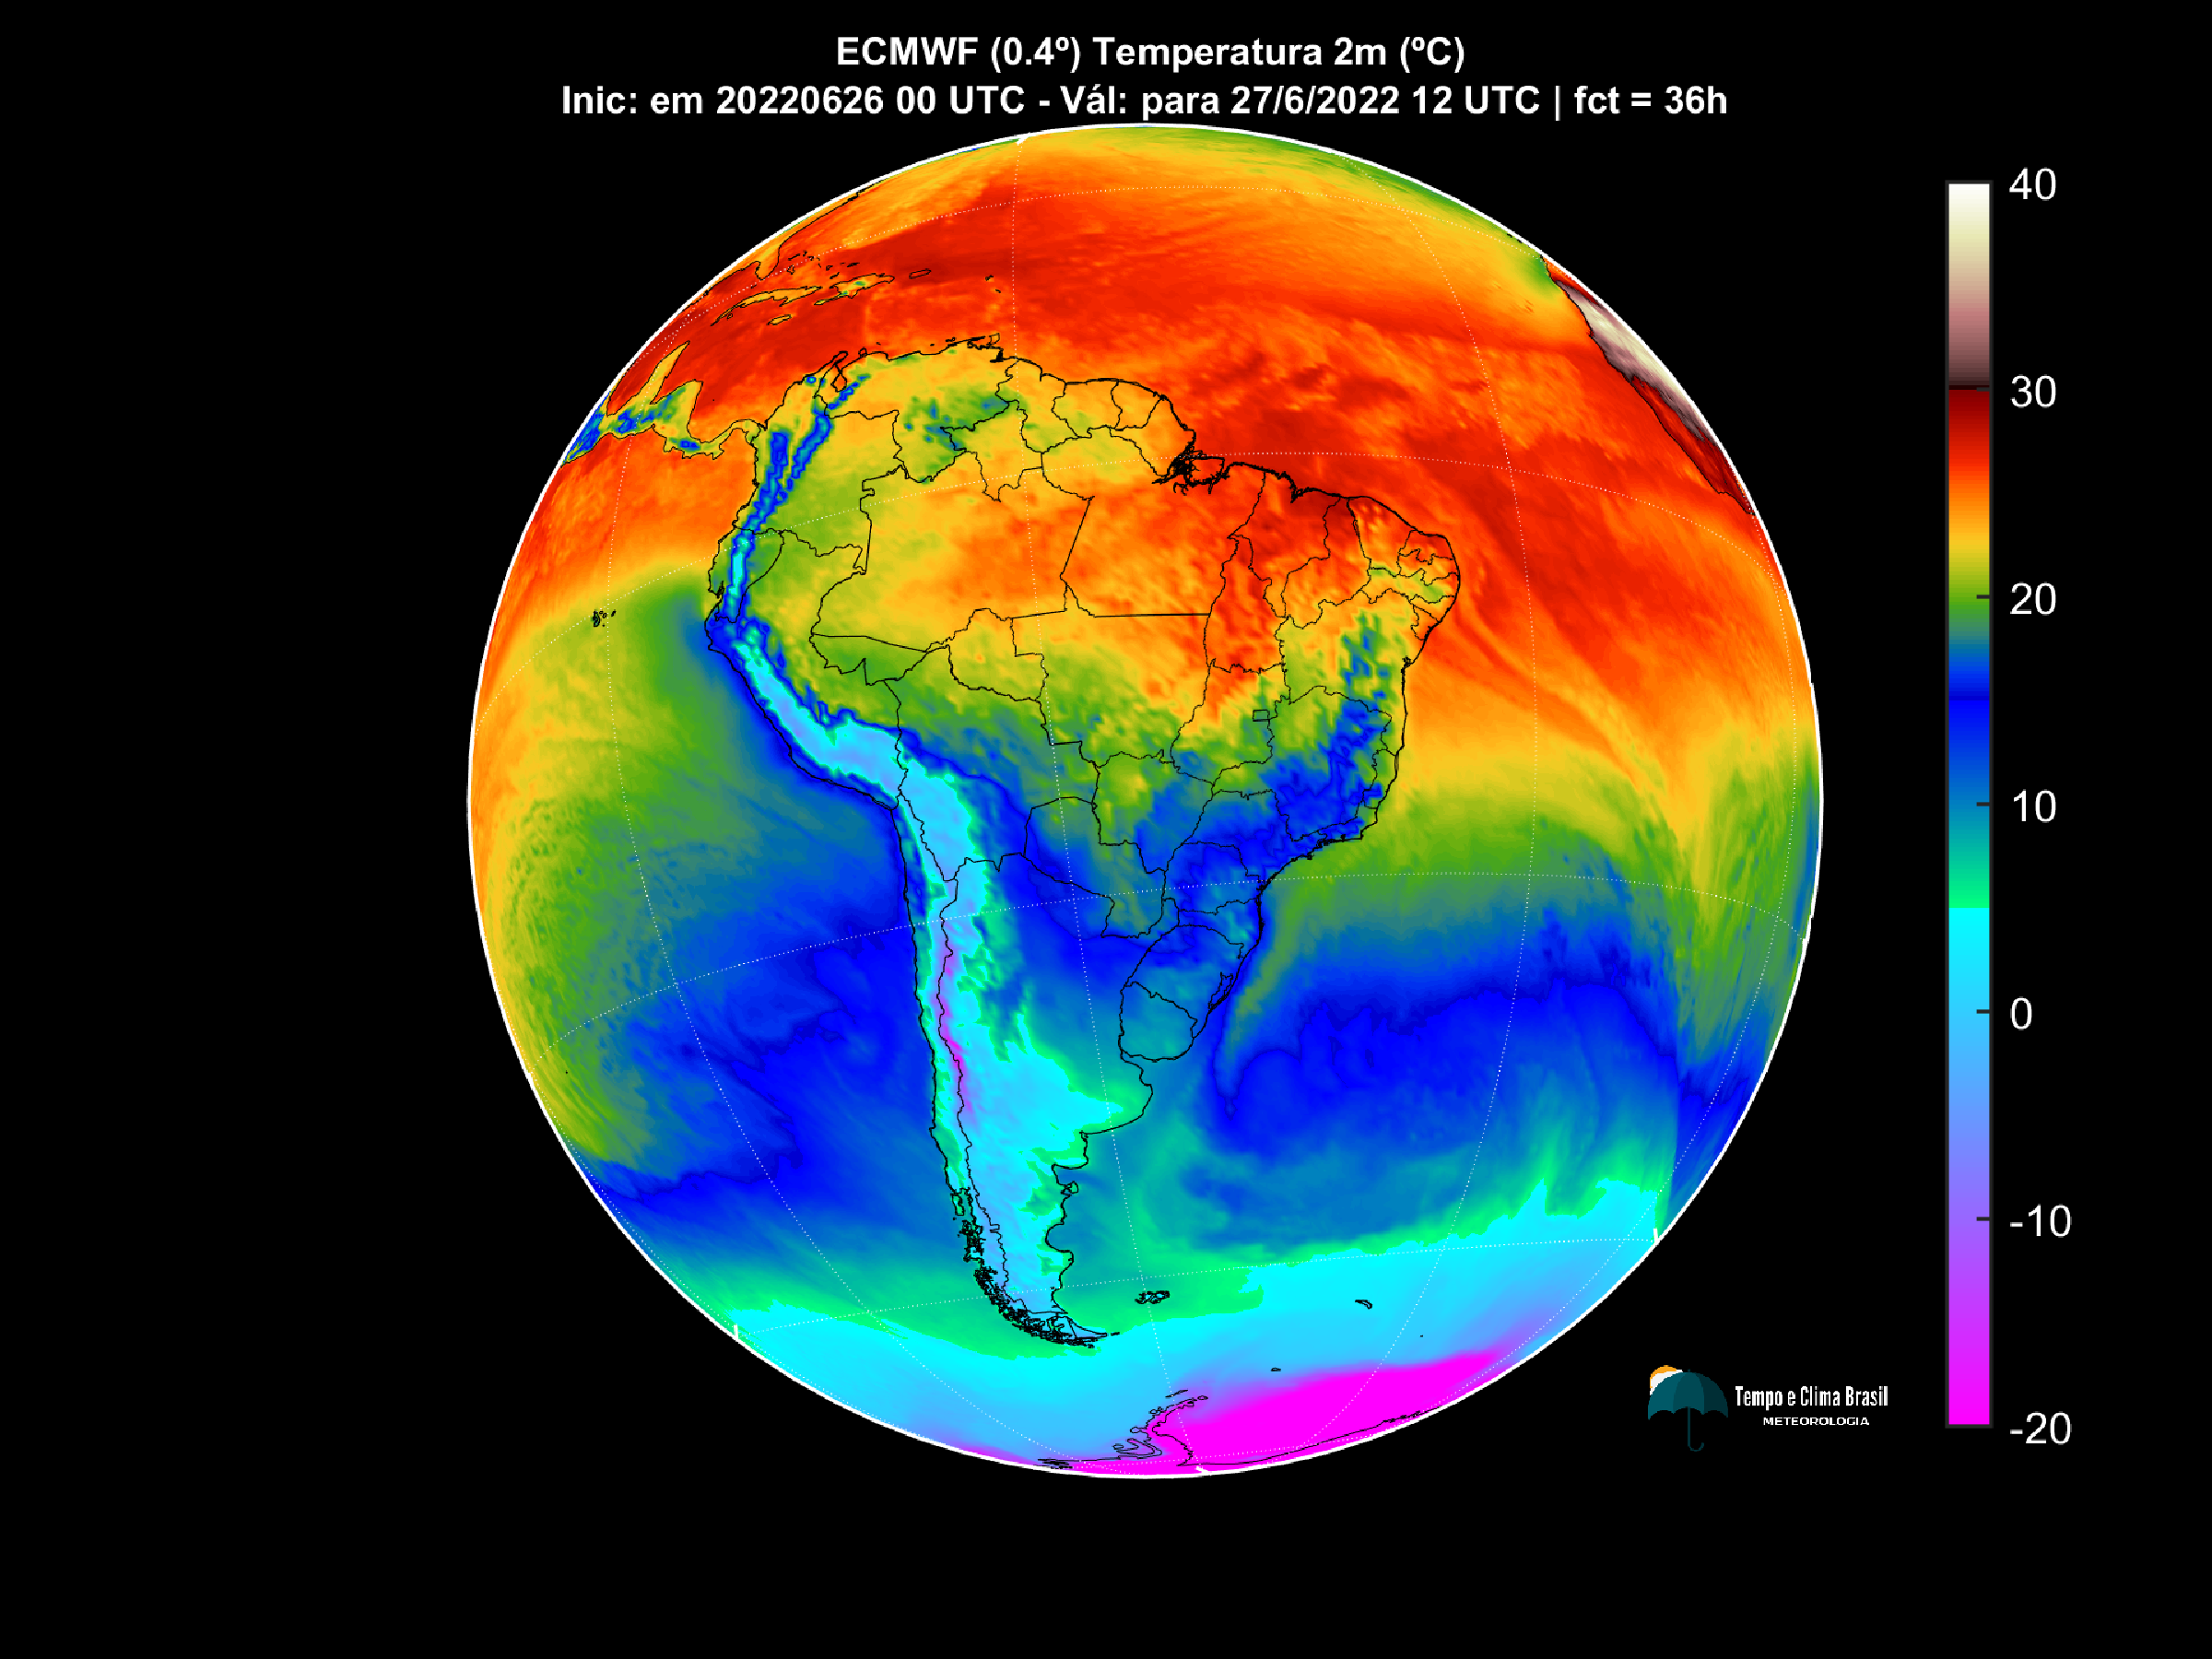 ECMWF (0.4º) Temperatura 2m (ºC)
Inic: em 20220626 00 UTC - Vál: para 27/6/2022 12 UTC | fct = 36h
40
30
20
10
0
-10
-20
Tempo e Clima Brasil
METEOROLOGIA